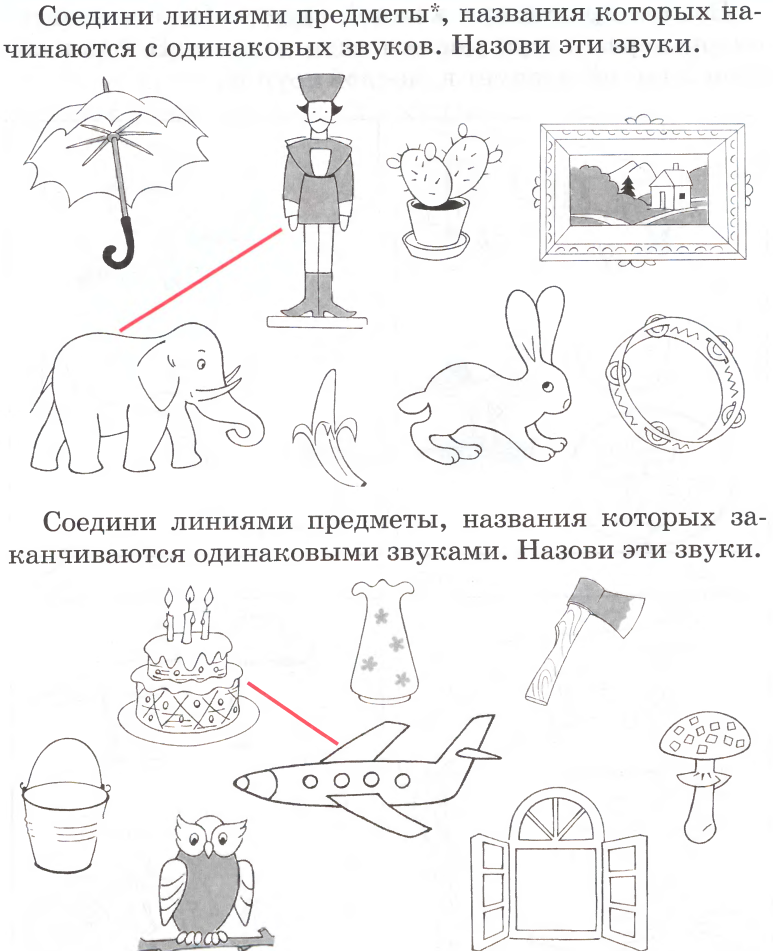 Соедини линиями предметы*, названия которых на-
чинаются с одинаковых звуков. Назови эти звуки.
Соедини линиями предметы, названия которых за-
канчиваются одинаковыми звуками. Назови эти звуки.